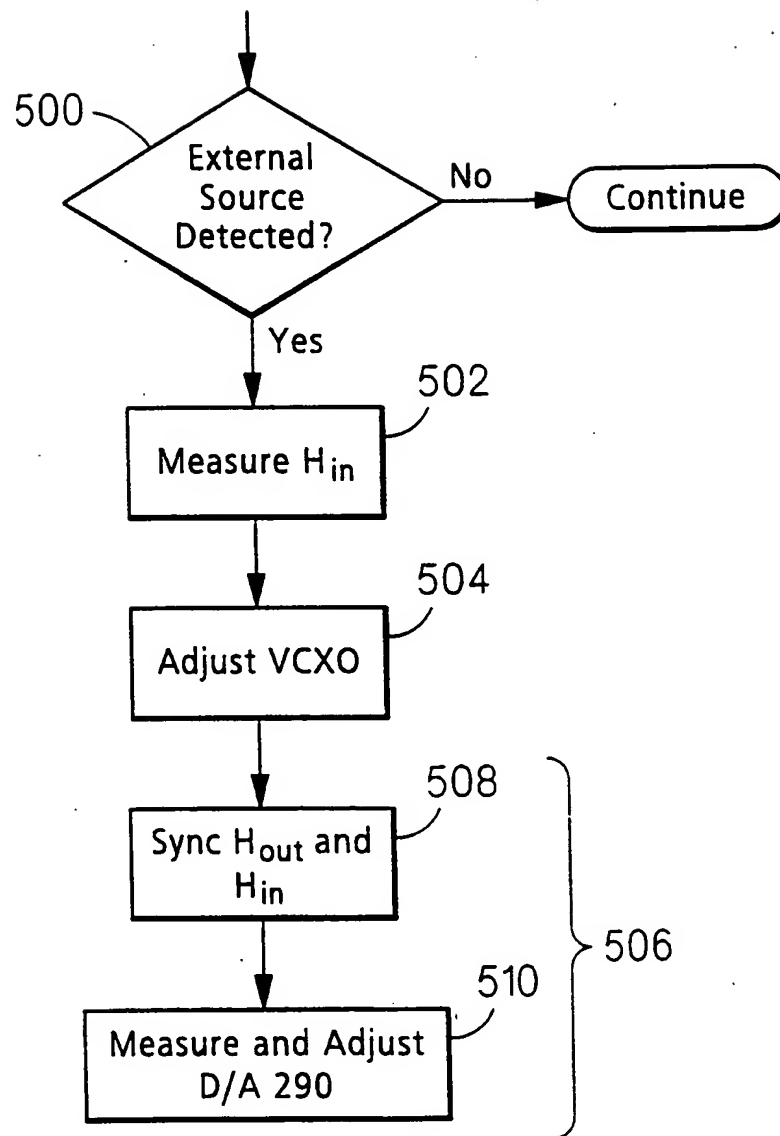 500
External
Source
Detected?
No
Continue
Yes
502
Measure H_in
504
Adjust VCXO
508
Sync H_out and
H_in
506
510
Measure and Adjust
D/A 290